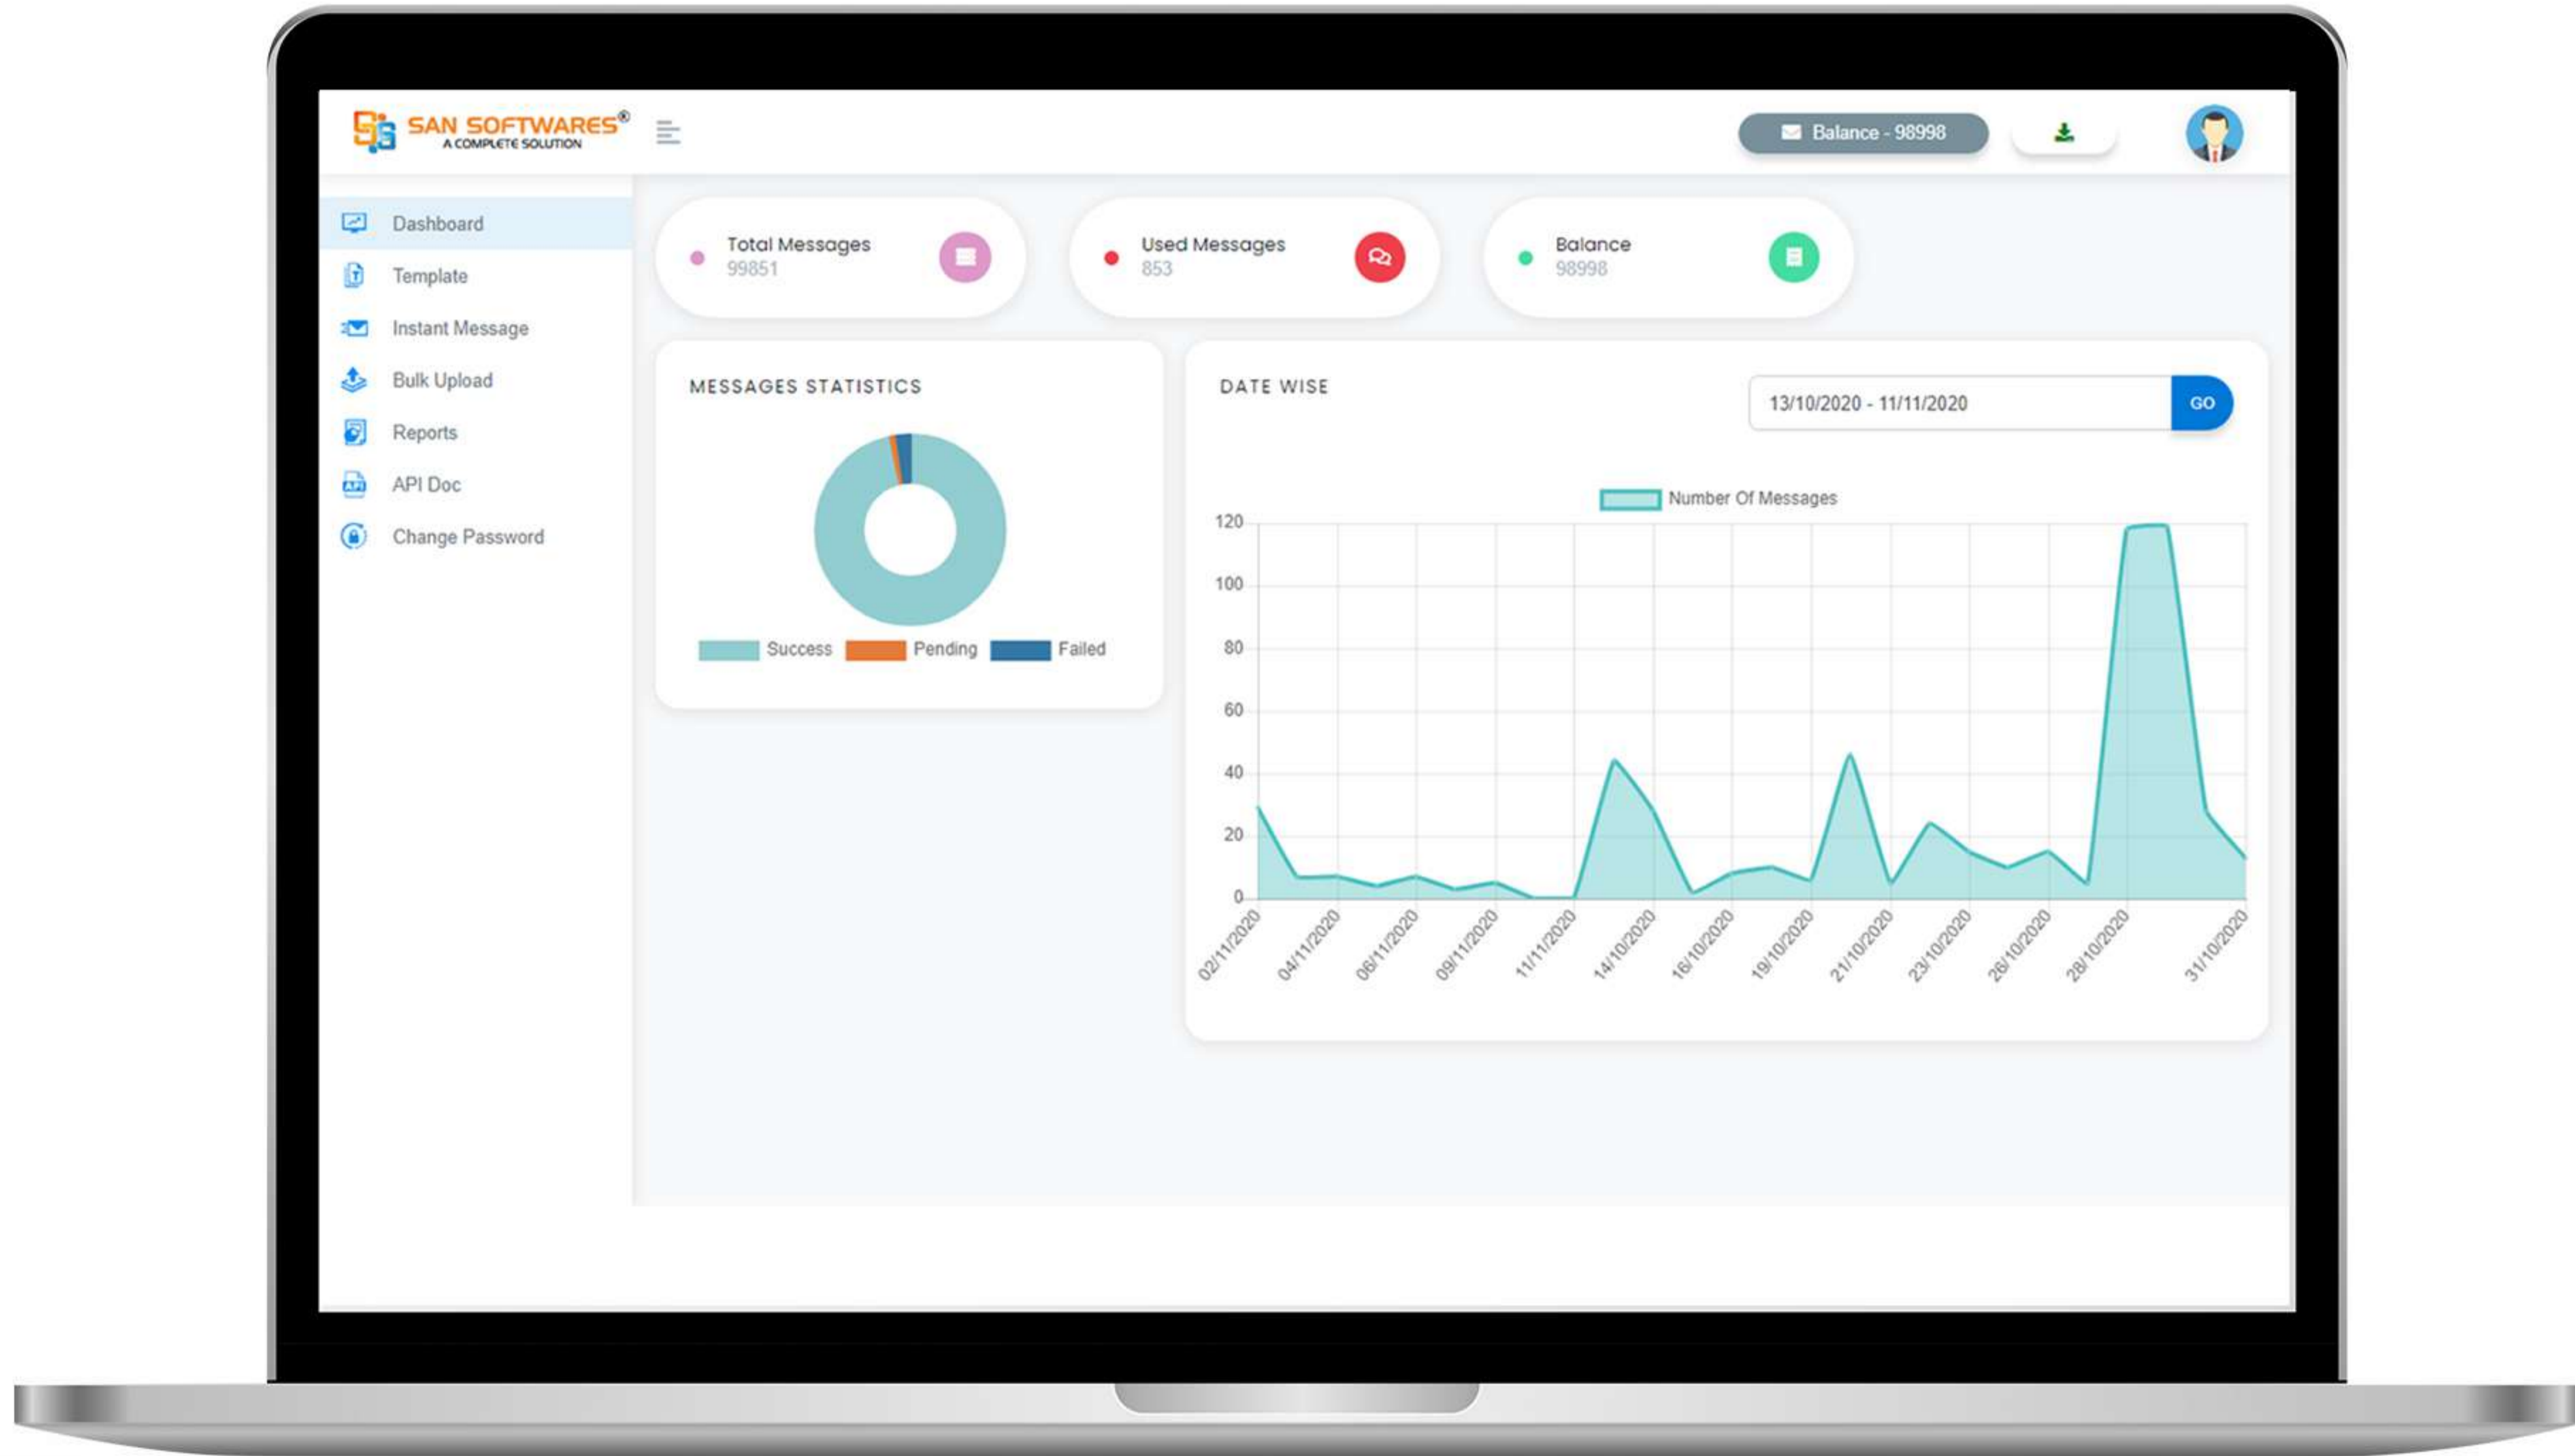 SAN SOFTWARES®
A COMPLETE SOLUTION
Balance - 98998
Dashboard
Template
Instant Message
Bulk Upload
Reports
API Doc
Change Password
Total Messages
99851
Used Messages
853
Balance
98998
MESSAGES STATISTICS
Success Pending Failed
DATE WISE
13/10/2020 - 11/11/2020
GO
Number Of Messages
120
100
80
60
40
20
0
02/11/2020
04/11/2020
06/11/2020
09/11/2020
11/11/2020
14/10/2020
16/10/2020
19/10/2020
21/10/2020
23/10/2020
26/10/2020
28/10/2020
31/10/2020